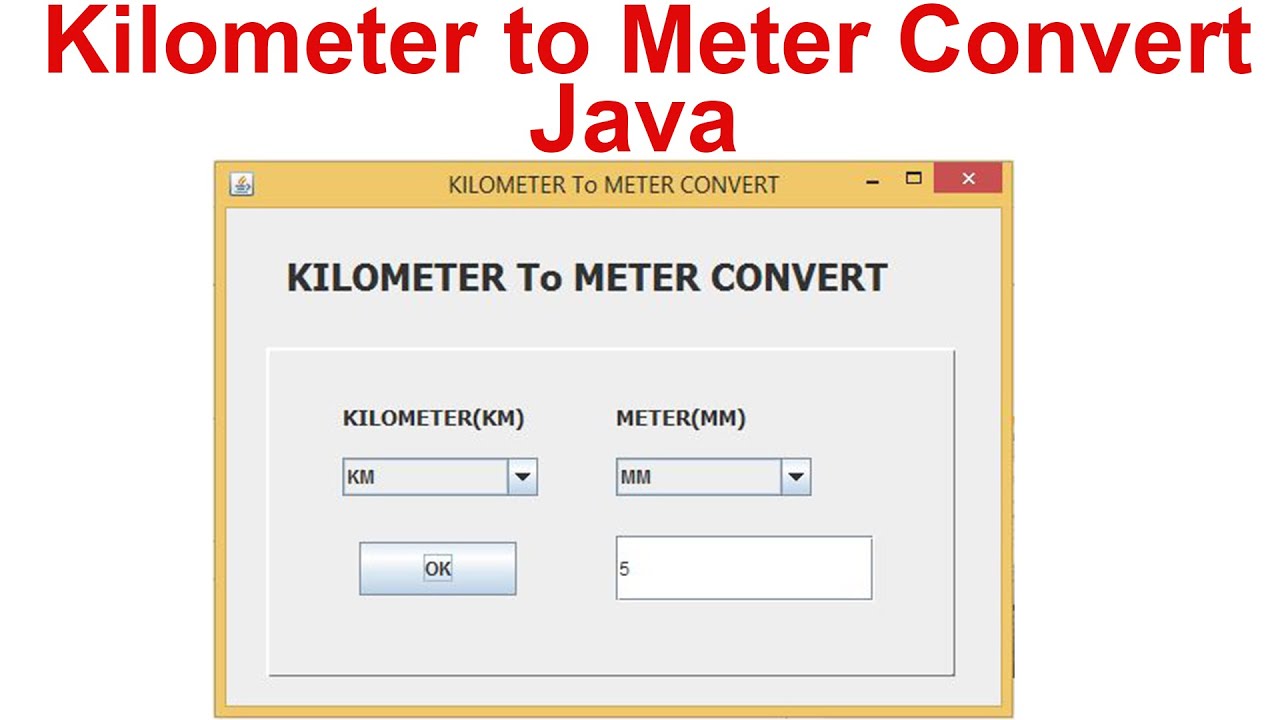 Kilometer to Meter Convert
Java
KILOMETER To METER CONVERT
KILOMETER To METER CONVERT
KILOMETER(KM) METER(MM)
KM MM
OK 5